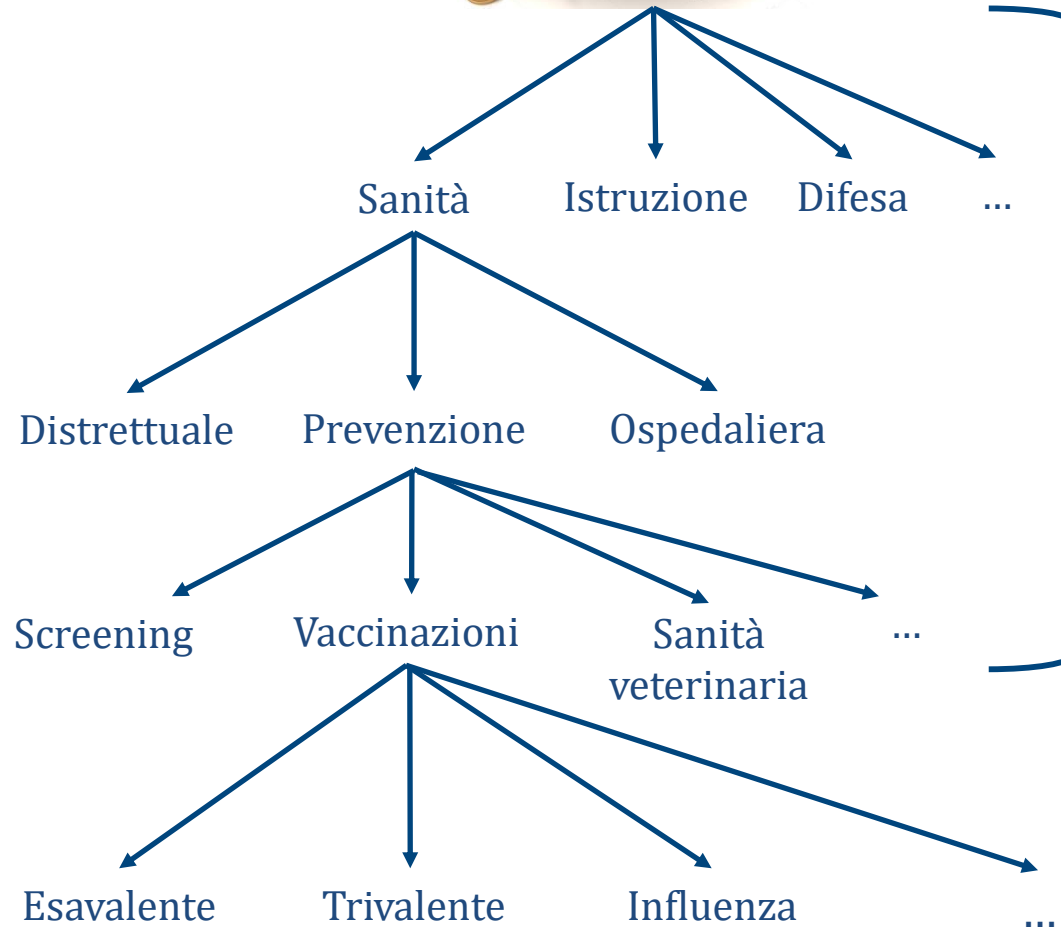 Sanità Istruzione Difesa ...
Distrettuale Prevenzione Ospedaliera
Screening Vaccinazioni Sanità ...
veterinaria
Esavalente Trivalente Influenza ...